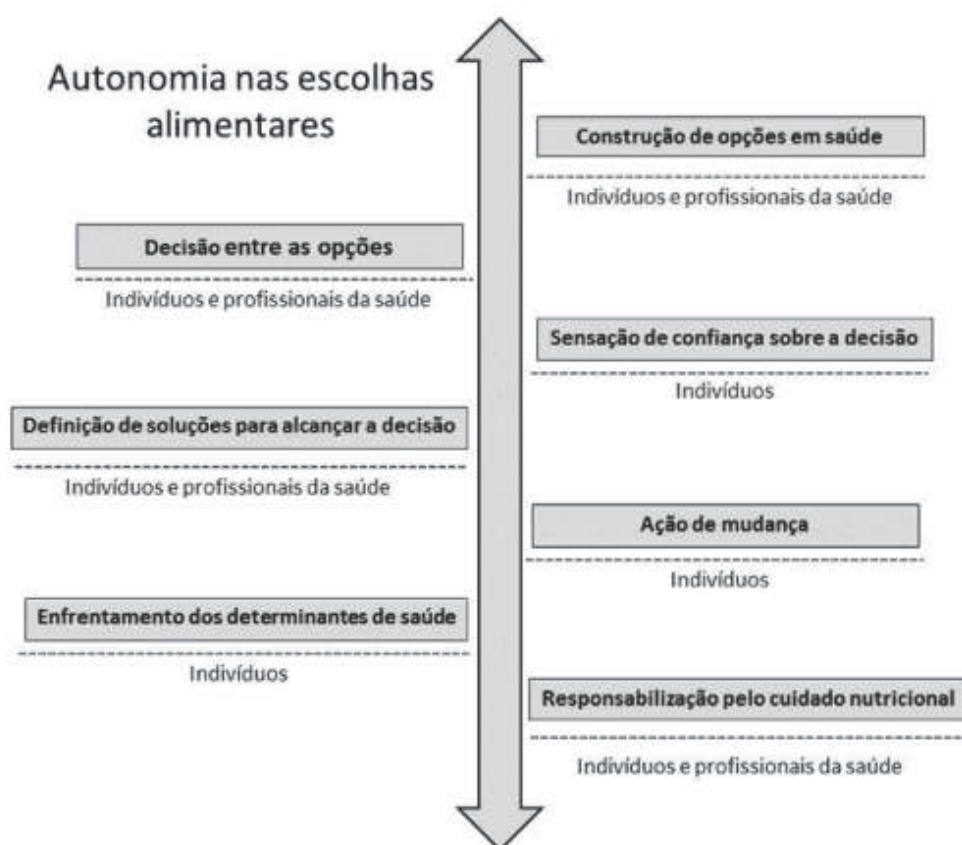 Autonomia nas escolhas
alimentares
Construção de opções em saúde
Indivíduos e profissionais da saúde
Decisão entre as opções
Indivíduos e profissionais da saúde
Sensação de confiança sobre a decisão
Indivíduos
Definição de soluções para alcançar a decisão
Indivíduos e profissionais da saúde
Ação de mudança
Indivíduos
Enfrentamento dos determinantes de saúde
Indivíduos
Responsabilização pelo cuidado nutricional
Indivíduos e profissionais da saúde